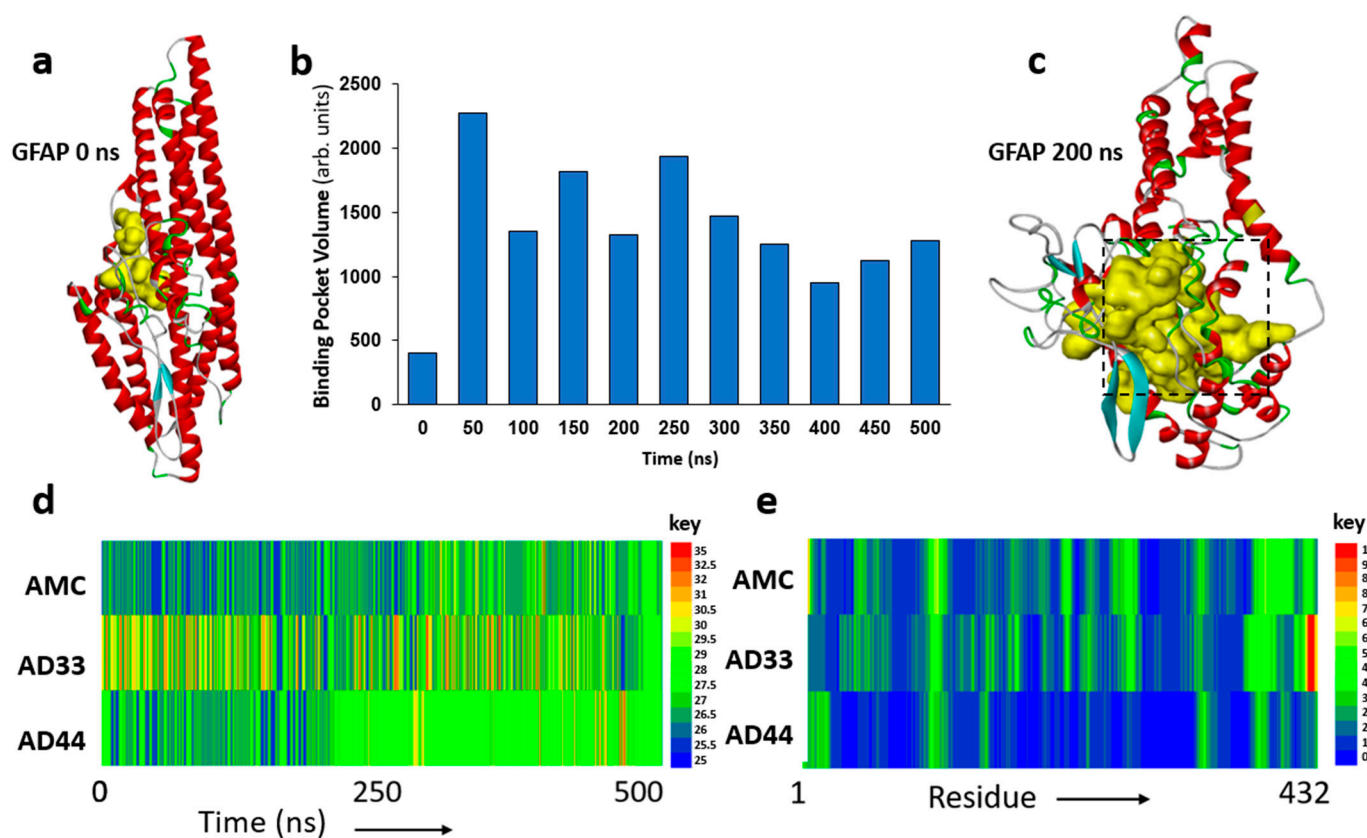 a
GFAP 0 ns
b
Binding Pocket Volume (arb. units)
2500
2000
1500
1000
500
0
0 50 100 150 200 250 300 350 400 450 500
Time (ns)
c
GFAP 200 ns
d
AMC
AD33
AD44
key
35
32.5
31
30.5
30
29.5
29
28
27.5
27
26.5
26
25.5
25
0 250 500
Time (ns)
e
AMC
AD33
AD44
key
1 432
Residue